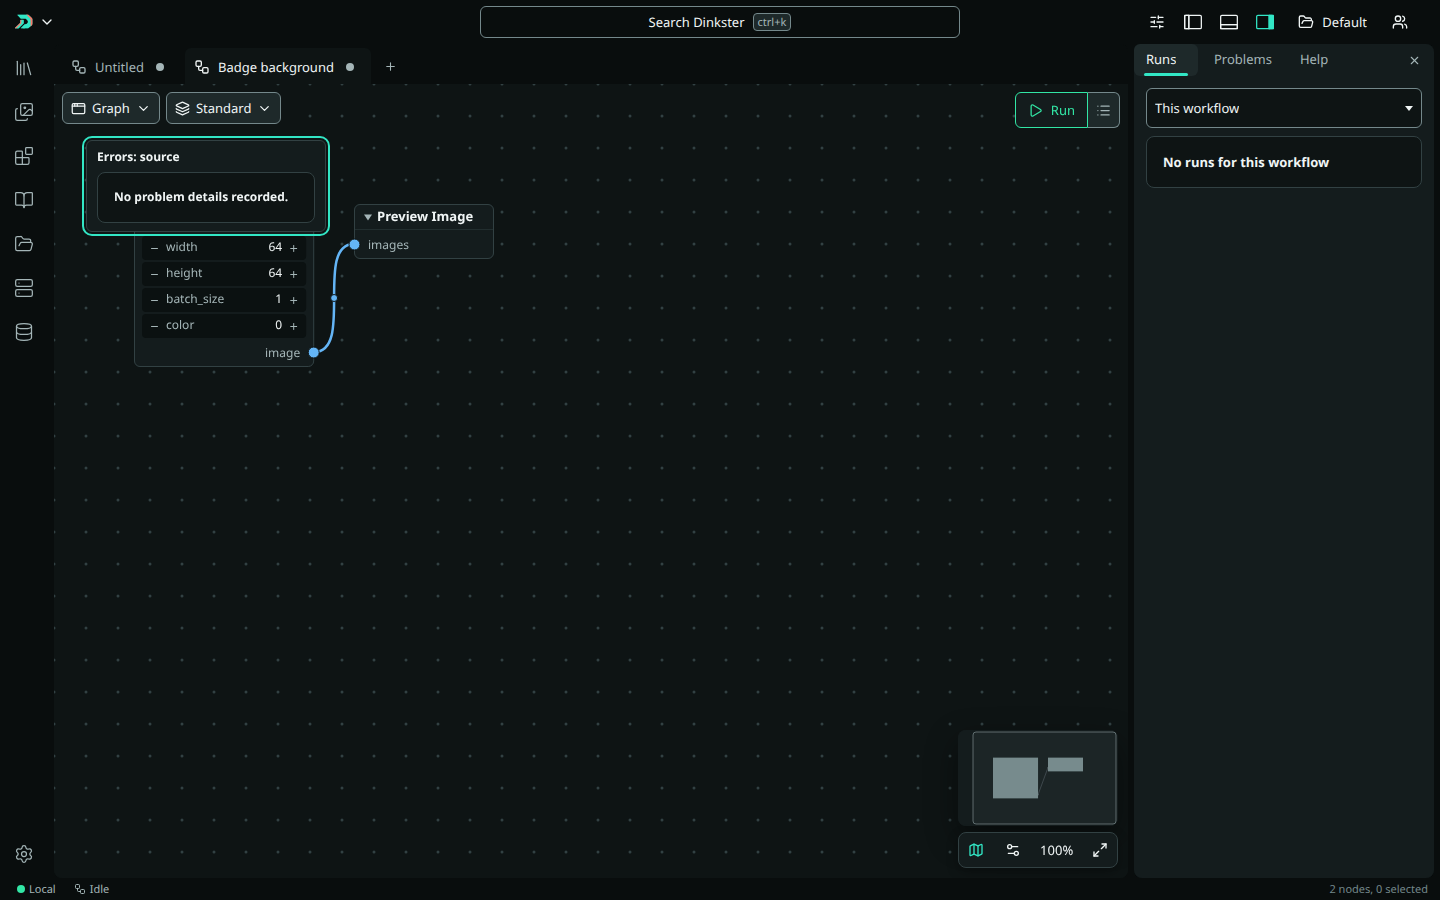 Search Dinkster ctrl+k
Default
Untitled
Badge background
Runs
Problems
Help
Graph
Standard
Run
This workflow
No runs for this workflow
Errors: source
No problem details recorded.
Preview Image
images
width 64
height 64
batch_size 1
color 0
image
100%
Local
Idle
2 nodes, 0 selected